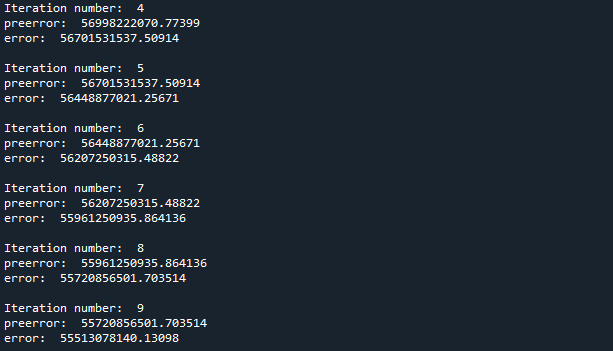 Iteration number:  4
preerror:  56998222070.77399
error:  56701531537.50914
Iteration number:  5
preerror:  56701531537.50914
error:  56448877021.25671
Iteration number:  6
preerror:  56448877021.25671
error:  56207250315.48822
Iteration number:  7
preerror:  56207250315.48822
error:  55961250935.864136
Iteration number:  8
preerror:  55961250935.864136
error:  55720856501.703514
Iteration number:  9
preerror:  55720856501.703514
error:  55513078140.13098